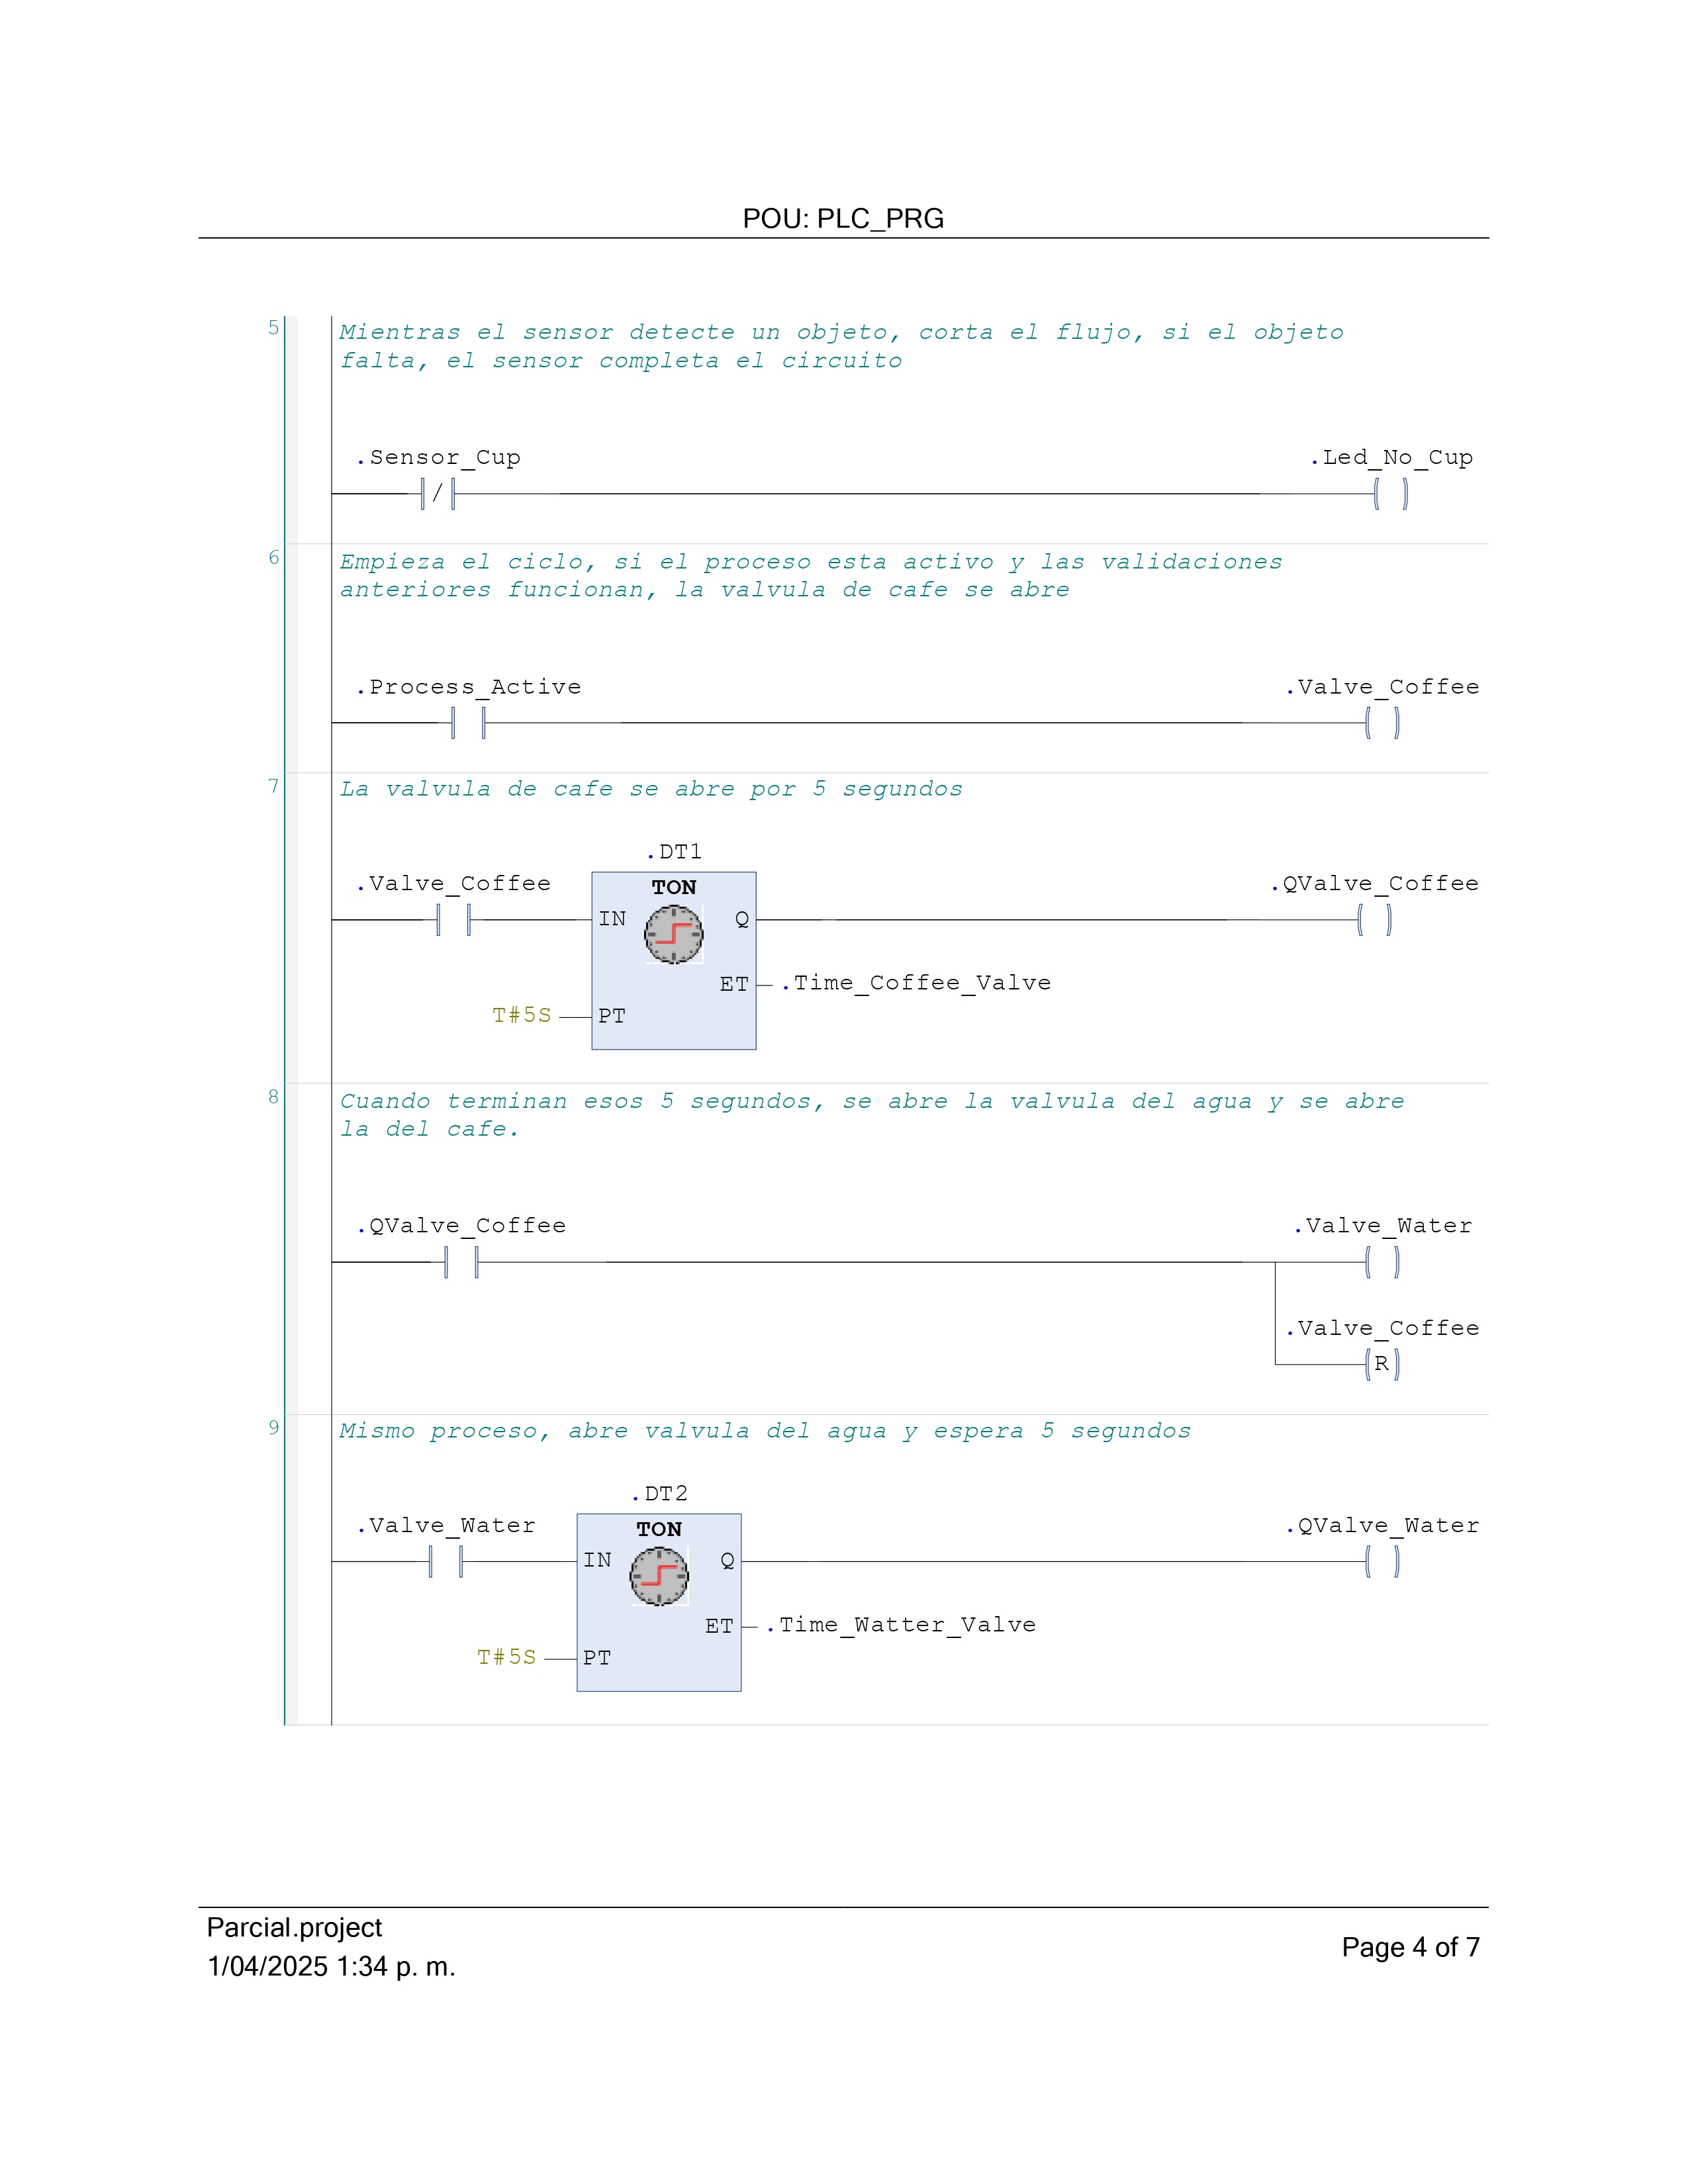 POU: PLC_PRG
5
Mientras el sensor detecte un objeto, corta el flujo, si el objeto
falta, el sensor completa el circuito
.Sensor_Cup
.Led_No_Cup
/
6
Empieza el ciclo, si el proceso esta activo y las validaciones
anteriores funcionan, la valvula de cafe se abre
.Process_Active
.Valve_Coffee
7
La valvula de cafe se abre por 5 segundos
.DT1
.Valve_Coffee
TON
.QValve_Coffee
IN
Q
ET
.Time_Coffee_Valve
T#5S
PT
8
Cuando terminan esos 5 segundos, se abre la valvula del agua y se abre
la del cafe.
.QValve_Coffee
.Valve_Water
.Valve_Coffee
R
9
Mismo proceso, abre valvula del agua y espera 5 segundos
.DT2
.Valve_Water
TON
.QValve_Water
IN
Q
ET
.Time_Watter_Valve
T#5S
PT
Parcial.project
1/04/2025 1:34 p. m.
Page 4 of 7